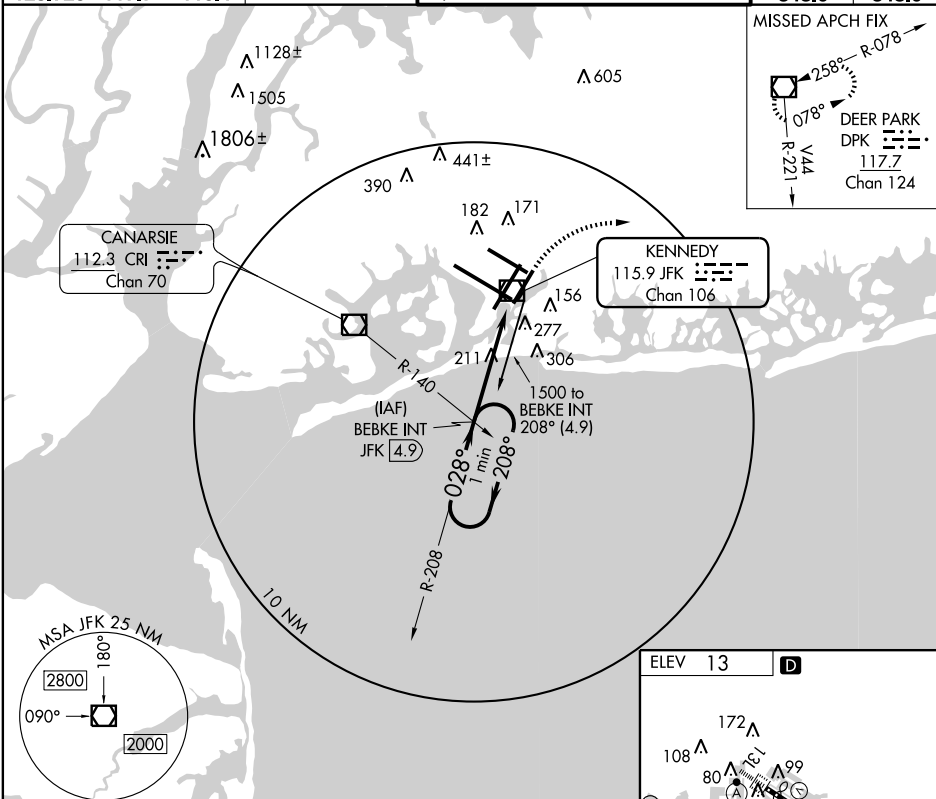 MISSED APCH FIX
R-078
258°
078°
DEER PARK
DPK
117.7
Chan 124
V44
R-221
1128±
1505
1806±
605
441±
390
182
171
CANARSIE
112.3 CRI
Chan 70
KENNEDY
115.9 JFK
Chan 106
156
277
211
306
R-140
1500 to
BEBKE INT
208° (4.9)
(IAF)
BEBKE INT
JFK 4.9
028°
1 min
208°
R-208
10 NM
MSA JFK 25 NM
180°
2800
090°
2000
ELEV 13
D
172
108
13L
80
99
A